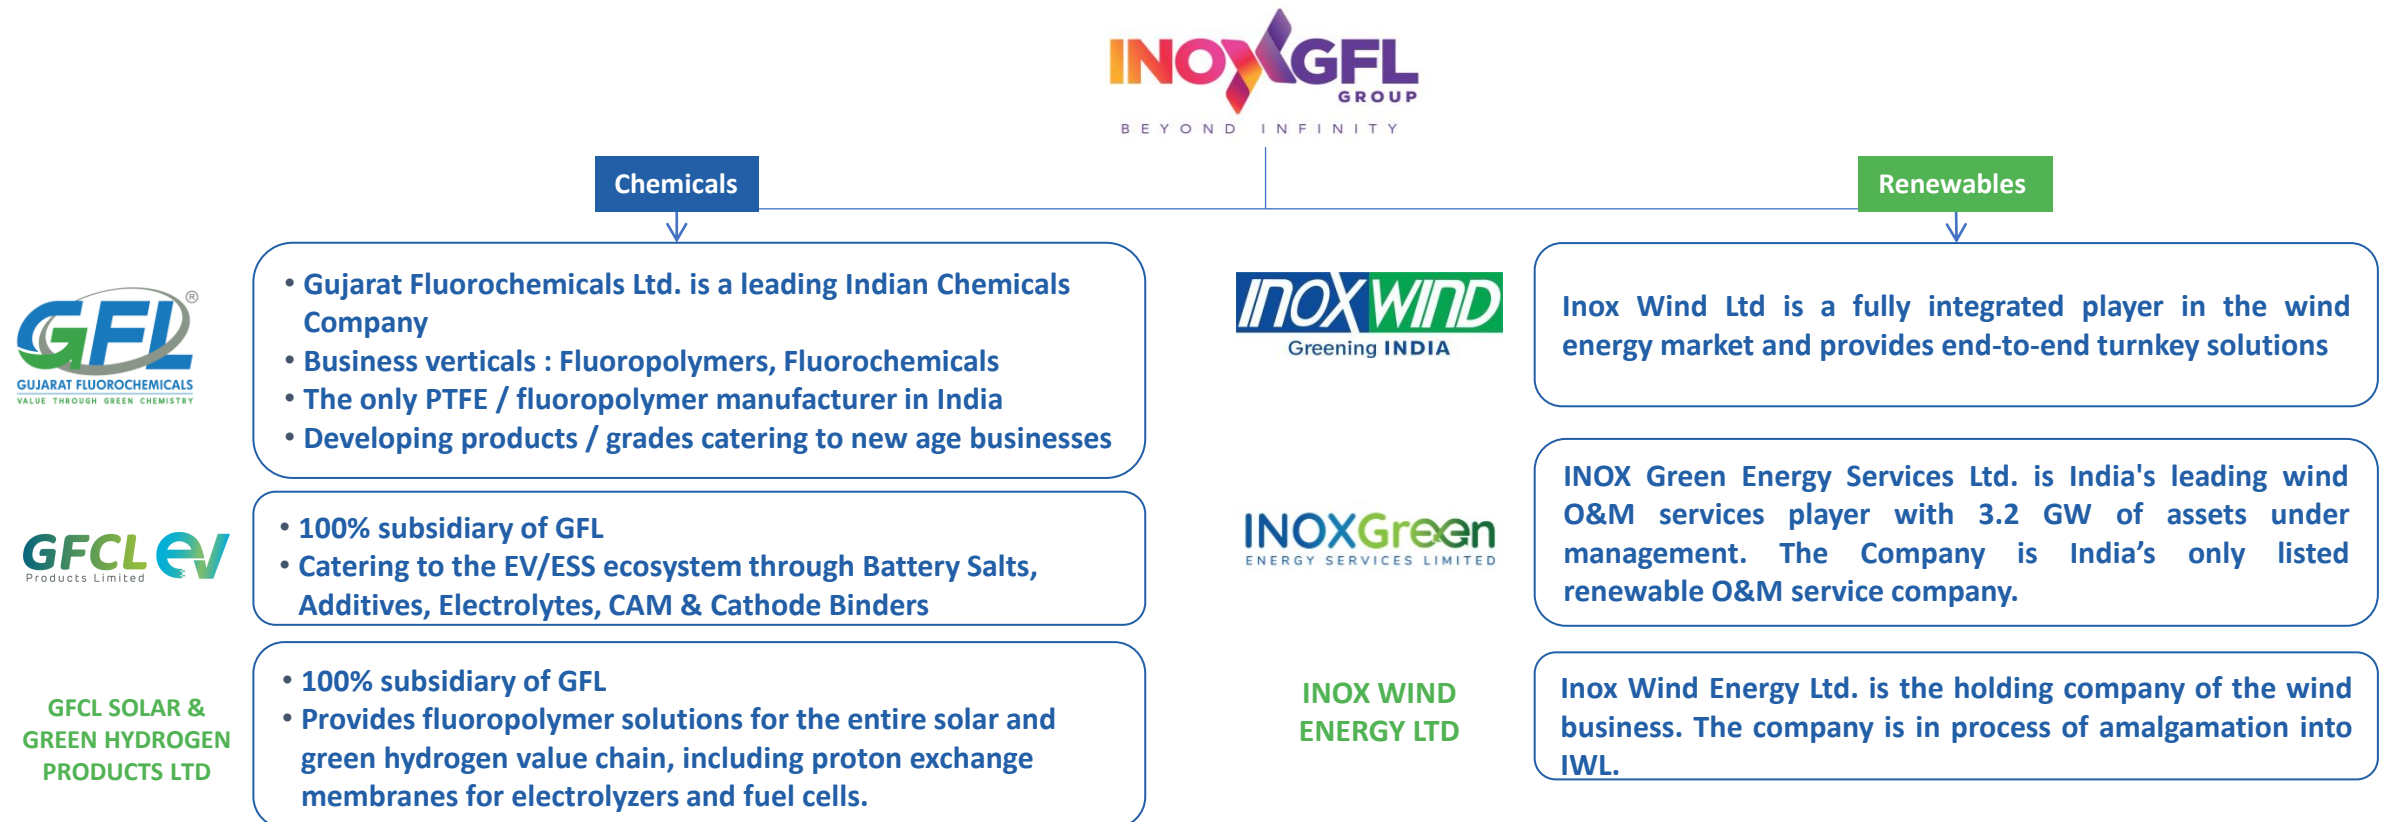 INOXGFL
GROUP
BEYOND INFINITY
Chemicals
GFL®
GUJARAT FLUOROCHEMICALS
VALUE THROUGH GREEN CHEMISTRY
• Gujarat Fluorochemicals Ltd. is a leading Indian Chemicals
Company
• Business verticals : Fluoropolymers, Fluorochemicals
• The only PTFE / fluoropolymer manufacturer in India
• Developing products / grades catering to new age businesses
GFCL EV
Products Limited
• 100% subsidiary of GFL
• Catering to the EV/ESS ecosystem through Battery Salts,
Additives, Electrolytes, CAM & Cathode Binders
GFCL SOLAR &
GREEN HYDROGEN
PRODUCTS LTD
• 100% subsidiary of GFL
• Provides fluoropolymer solutions for the entire solar and
green hydrogen value chain, including proton exchange
membranes for electrolyzers and fuel cells.
Renewables
INOXWIND
Greening INDIA
Inox Wind Ltd is a fully integrated player in the wind
energy market and provides end-to-end turnkey solutions
INOXGreen
ENERGY SERVICES LIMITED
INOX Green Energy Services Ltd. is India's leading wind
O&M services player with 3.2 GW of assets under
management. The Company is India’s only listed
renewable O&M service company.
INOX WIND
ENERGY LTD
Inox Wind Energy Ltd. is the holding company of the wind
business. The company is in process of amalgamation into
IWL.